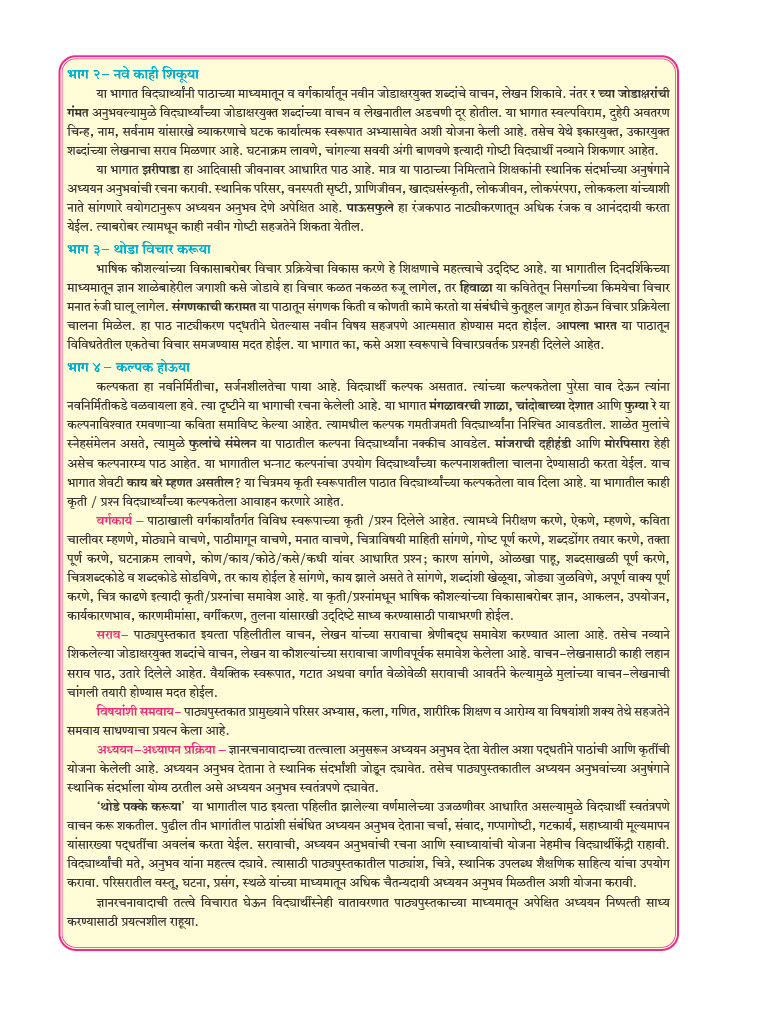 भाग २– नवे काही शिकूया
या भागात विद्यार्थ्यांनी पाठाच्या माध्यमातून व वर्गकार्यातून नवीन जोडाक्षरयुक्त शब्दांचे वाचन, लेखन शिकावे. नंतर र च्या जोडाक्षरांची
गंमत अनुभवल्यामुळे विद्यार्थ्यांच्या जोडाक्षरयुक्त शब्दांच्या वाचन व लेखनातील अडचणी दूर होतील. या भागात स्वल्पविराम, दुहेरी अवतरण
चिन्ह, नाम, सर्वनाम यांसारखे व्याकरणाचे घटक कार्यात्मक स्वरूपात अभ्यासावेत अशी योजना केली आहे. तसेच येथे इकारयुक्त, उकारयुक्त
शब्दांच्या लेखनाचा सराव मिळणार आहे. घटनाक्रम लावणे, चांगल्या सवयी अंगी बाणवणे इत्यादी गोष्टी विद्यार्थी नव्याने शिकणार आहेत.
या भागात झरीपाडा हा आदिवासी जीवनावर आधारित पाठ आहे. मात्र या पाठाच्या निमित्ताने शिक्षकांनी स्थानिक संदर्भाच्या अनुषंगाने
अध्ययन अनुभवांची रचना करावी. स्थानिक परिसर, वनस्पती सृष्टी, प्राणिजीवन, खाद्यसंस्कृती, लोकजीवन, लोकपरंपरा, लोककला यांच्याशी
नाते सांगणारे वयोगटानुरूप अध्ययन अनुभव देणे अपेक्षित आहे. पाऊसफुले हा रंजकपाठ नाट्यीकरणातून अधिक रंजक व आनंददायी करता
येईल. त्याबरोबर त्यामधून काही नवीन गोष्टी सहजतेने शिकता येतील.
भाग ३– थोडा विचार करूया
भाषिक कौशल्यांच्या विकासाबरोबर विचार प्रक्रियेचा विकास करणे हे शिक्षणाचे महत्वाचे उद्‌दिष्ट आहे. या भागातील दिनदर्शिकेच्या
माध्यमातून ज्ञान शाळेबाहेरील जगाशी कसे जोडावे हा विचार कळत नकळत रुजू लागेल, तर हिवाळा या कवितेतून निसर्गाच्या किमयेचा विचार
मनात रुंजी घालू लागेल. संगणकाची करामत या पाठातून संगणक किती व कोणती कामे करतो या संबंधीचे कुतूहल जागृत होऊन विचार प्रक्रियेला
चालना मिळेल. हा पाठ नाट्यीकरण पद्धतीने घेतल्यास नवीन विषय सहजपणे आत्मसात होण्यास मदत होईल. आपला भारत या पाठातून
विविधतेतील एकतेचा विचार समजण्यास मदत होईल. या भागात का, कसे अशा स्वरूपाचे विचारप्रवर्तक प्रश्नही दिलेले आहेत.
भाग ४ – कल्पक होऊया
कल्पकता हा नवनिर्मितीचा, सर्जनशीलतेचा पाया आहे. विद्यार्थी कल्पक असतात. त्यांच्या कल्पकतेला पुरेसा वाव देऊन त्यांना
नवनिर्मितीकडे वळवायला हवे. त्या दृष्टीने या भागाची रचना केलेली आहे. या भागात मंगळावरची शाळा, चांदोबाच्या देशात आणि फुग्या रे या
कल्पनाविश्वात रमवणाऱ्या कविता समाविष्ट केल्या आहेत. त्यामधील कल्पक गमतीजमती विद्यार्थ्यांना निश्चित आवडतील. शाळेत मुलांचे
स्नेहसंमेलन असते, त्यामुळे फुलांचे संमेलन या पाठातील कल्पना विद्यार्थ्यांना नक्कीच आवडेल. मांजराची दहीहंडी आणि मोरपिसारा हेही
असेच कल्पनारम्य पाठ आहेत. या भागातील भन्नाट कल्पनांचा उपयोग विद्यार्थ्यांच्या कल्पनाशक्तीला चालना देण्यासाठी करता येईल. याच
भागात शेवटी काय बरे म्हणत असतील? या चित्रमय कृती स्वरूपातील पाठात विद्यार्थ्यांच्या कल्पकतेला वाव दिला आहे. या भागातील काही
कृती / प्रश्न विद्यार्थ्यांच्या कल्पकतेला आवाहन करणारे आहेत.
वर्गकार्य – पाठाखाली वर्गकार्यांतर्गत विविध स्वरूपाच्या कृती /प्रश्न दिलेले आहेत. त्यामध्ये निरीक्षण करणे, ऐकणे, म्हणणे, कविता
चालीवर म्हणणे, मोठ्याने वाचणे, पाठीमागून वाचणे, मनात वाचणे, चित्राविषयी माहिती सांगणे, गोष्ट पूर्ण करणे, शब्दडोंगर तयार करणे, तक्ता
पूर्ण करणे, घटनाक्रम लावणे, कोण/काय/कोठे/कसे/कधी यांवर आधारित प्रश्न; कारण सांगणे, ओळखा पाहू, शब्दसाखळी पूर्ण करणे,
चित्रशब्दकोडे व शब्दकोडे सोडविणे, तर काय होईल हे सांगणे, काय झाले असते ते सांगणे, शब्दांशी खेळूया, जोड्या जुळविणे, अपूर्ण वाक्य पूर्ण
करणे, चित्र काढणे इत्यादी कृती/प्रश्नांचा समावेश आहे. या कृती/प्रश्नांमधून भाषिक कौशल्यांच्या विकासाबरोबर ज्ञान, आकलन, उपयोजन,
कार्यकारणभाव, कारणमीमांसा, वर्गीकरण, तुलना यांसारखी उद्‌दिष्टे साध्य करण्यासाठी पायाभरणी होईल.
सराव– पाठ्यपुस्तकात इयत्ता पहिलीतील वाचन, लेखन यांच्या सरावाचा श्रेणीबद्ध समावेश करण्यात आला आहे. तसेच नव्याने
शिकलेल्या जोडाक्षरयुक्त शब्दांचे वाचन, लेखन या कौशल्यांच्या सरावाचा जाणीवपूर्वक समावेश केलेला आहे. वाचन–लेखनासाठी काही लहान
सराव पाठ, उतारे दिलेले आहेत. वैयक्तिक स्वरूपात, गटात अथवा वर्गात वेळोवेळी सरावाची आवर्तने केल्यामुळे मुलांच्या वाचन–लेखनाची
चांगली तयारी होण्यास मदत होईल.
विषयांशी समवाय– पाठ्यपुस्तकात प्रामुख्याने परिसर अभ्यास, कला, गणित, शारीरिक शिक्षण व आरोग्य या विषयांशी शक्य तेथे सहजतेने
समवाय साधण्याचा प्रयत्न केला आहे.
अध्ययन–अध्यापन प्रक्रिया – ज्ञानरचनावादाच्या तत्त्वाला अनुसरून अध्ययन अनुभव देता येतील अशा पद्धतीने पाठांची आणि कृतींची
योजना केलेली आहे. अध्ययन अनुभव देताना ते स्थानिक संदर्भांशी जोडून द्यावेत. तसेच पाठ्यपुस्तकातील अध्ययन अनुभवांच्या अनुषंगाने
स्थानिक संदर्भाला योग्य ठरतील असे अध्ययन अनुभव स्वतंत्रपणे द्यावेत.
‘थोडे पक्के करूया’ या भागातील पाठ इयत्ता पहिलीत झालेल्या वर्णमालेच्या उजळणीवर आधारित असल्यामुळे विद्यार्थी स्वतंत्रपणे
वाचन करू शकतील. पुढील तीन भागांतील पाठांशी संबंधित अध्ययन अनुभव देताना चर्चा, संवाद, गप्पागोष्टी, गटकार्य, सहाध्यायी मूल्यमापन
यांसारख्या पद्धतींचा अवलंब करता येईल. सरावाची, अध्ययन अनुभवांची रचना आणि स्वाध्यायांची योजना नेहमीच विद्यार्थीकेंद्री राहावी.
विद्यार्थ्यांची मते, अनुभव यांना महत्त्व द्यावे. त्यासाठी पाठ्यपुस्तकातील पाठ्यांश, चित्रे, स्थानिक उपलब्ध शैक्षणिक साहित्य यांचा उपयोग
करावा. परिसरातील वस्तू, घटना, प्रसंग, स्थळे यांच्या माध्यमातून अधिक चैतन्यदायी अध्ययन अनुभव मिळतील अशी योजना करावी.
ज्ञानरचनावादाची तत्त्वे विचारात घेऊन विद्यार्थीस्नेही वातावरणात पाठ्यपुस्तकाच्या माध्यमातून अपेक्षित अध्ययन निष्पत्ती साध्य
करण्यासाठी प्रयत्नशील राहूया.